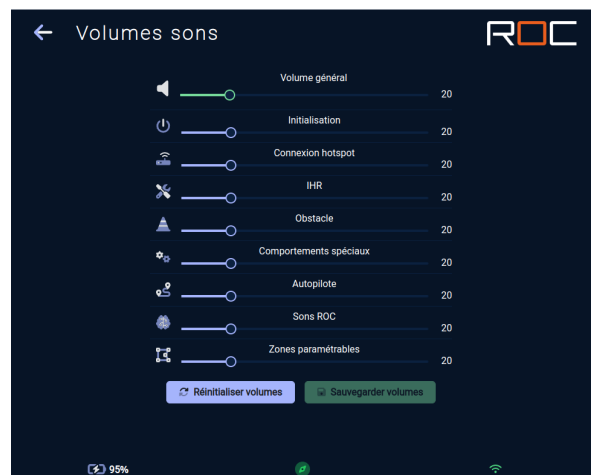 Volumes sons
ROC
Volume général
20
Initialisation
20
Connexion hotspot
20
IHR
20
Obstacle
20
Comportements spéciaux
20
Autopilote
20
Sons ROC
20
Zones paramétrables
20
Réinitialiser volumes
Sauvegarder volumes
95%